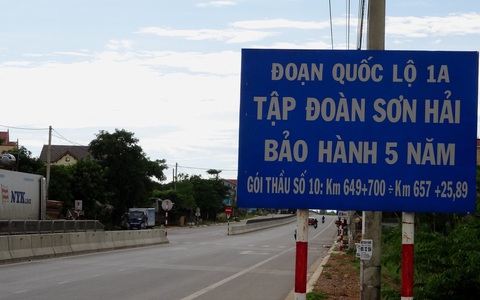 ĐOẠN QUỐC LỘ 1A
TẬP ĐOÀN SƠN HẢI
BẢO HÀNH 5 NĂM
GÓI THẦU SỐ 10: Km 649+700 ÷ Km 657 +25,89
NYK